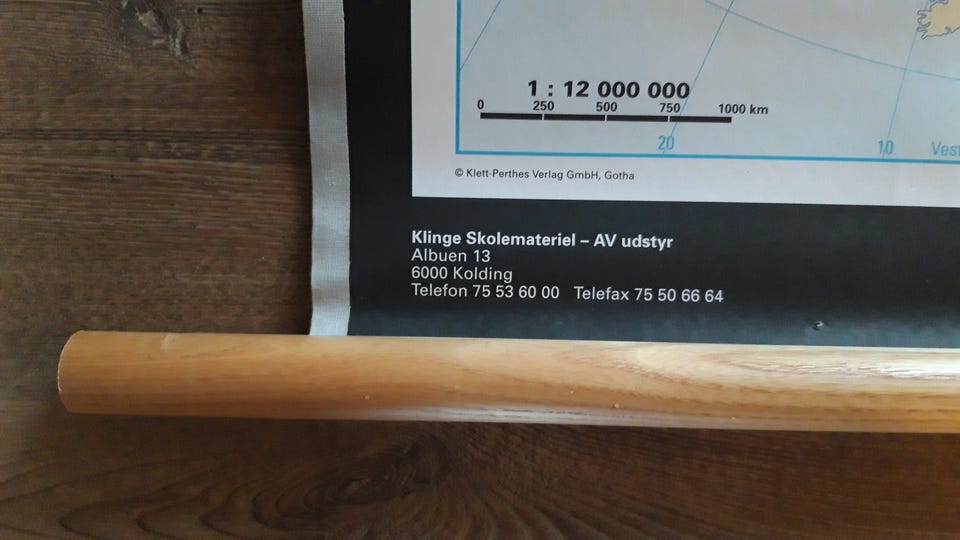 1 : 12 000 000
0 250 500 750 1000 km
20 10 Vest
© Klett-Perthes Verlag GmbH, Gotha
Klinge Skolemateriel – AV udstyr
Albuen 13
6000 Kolding
Telefon 75 53 60 00 Telefax 75 50 66 64